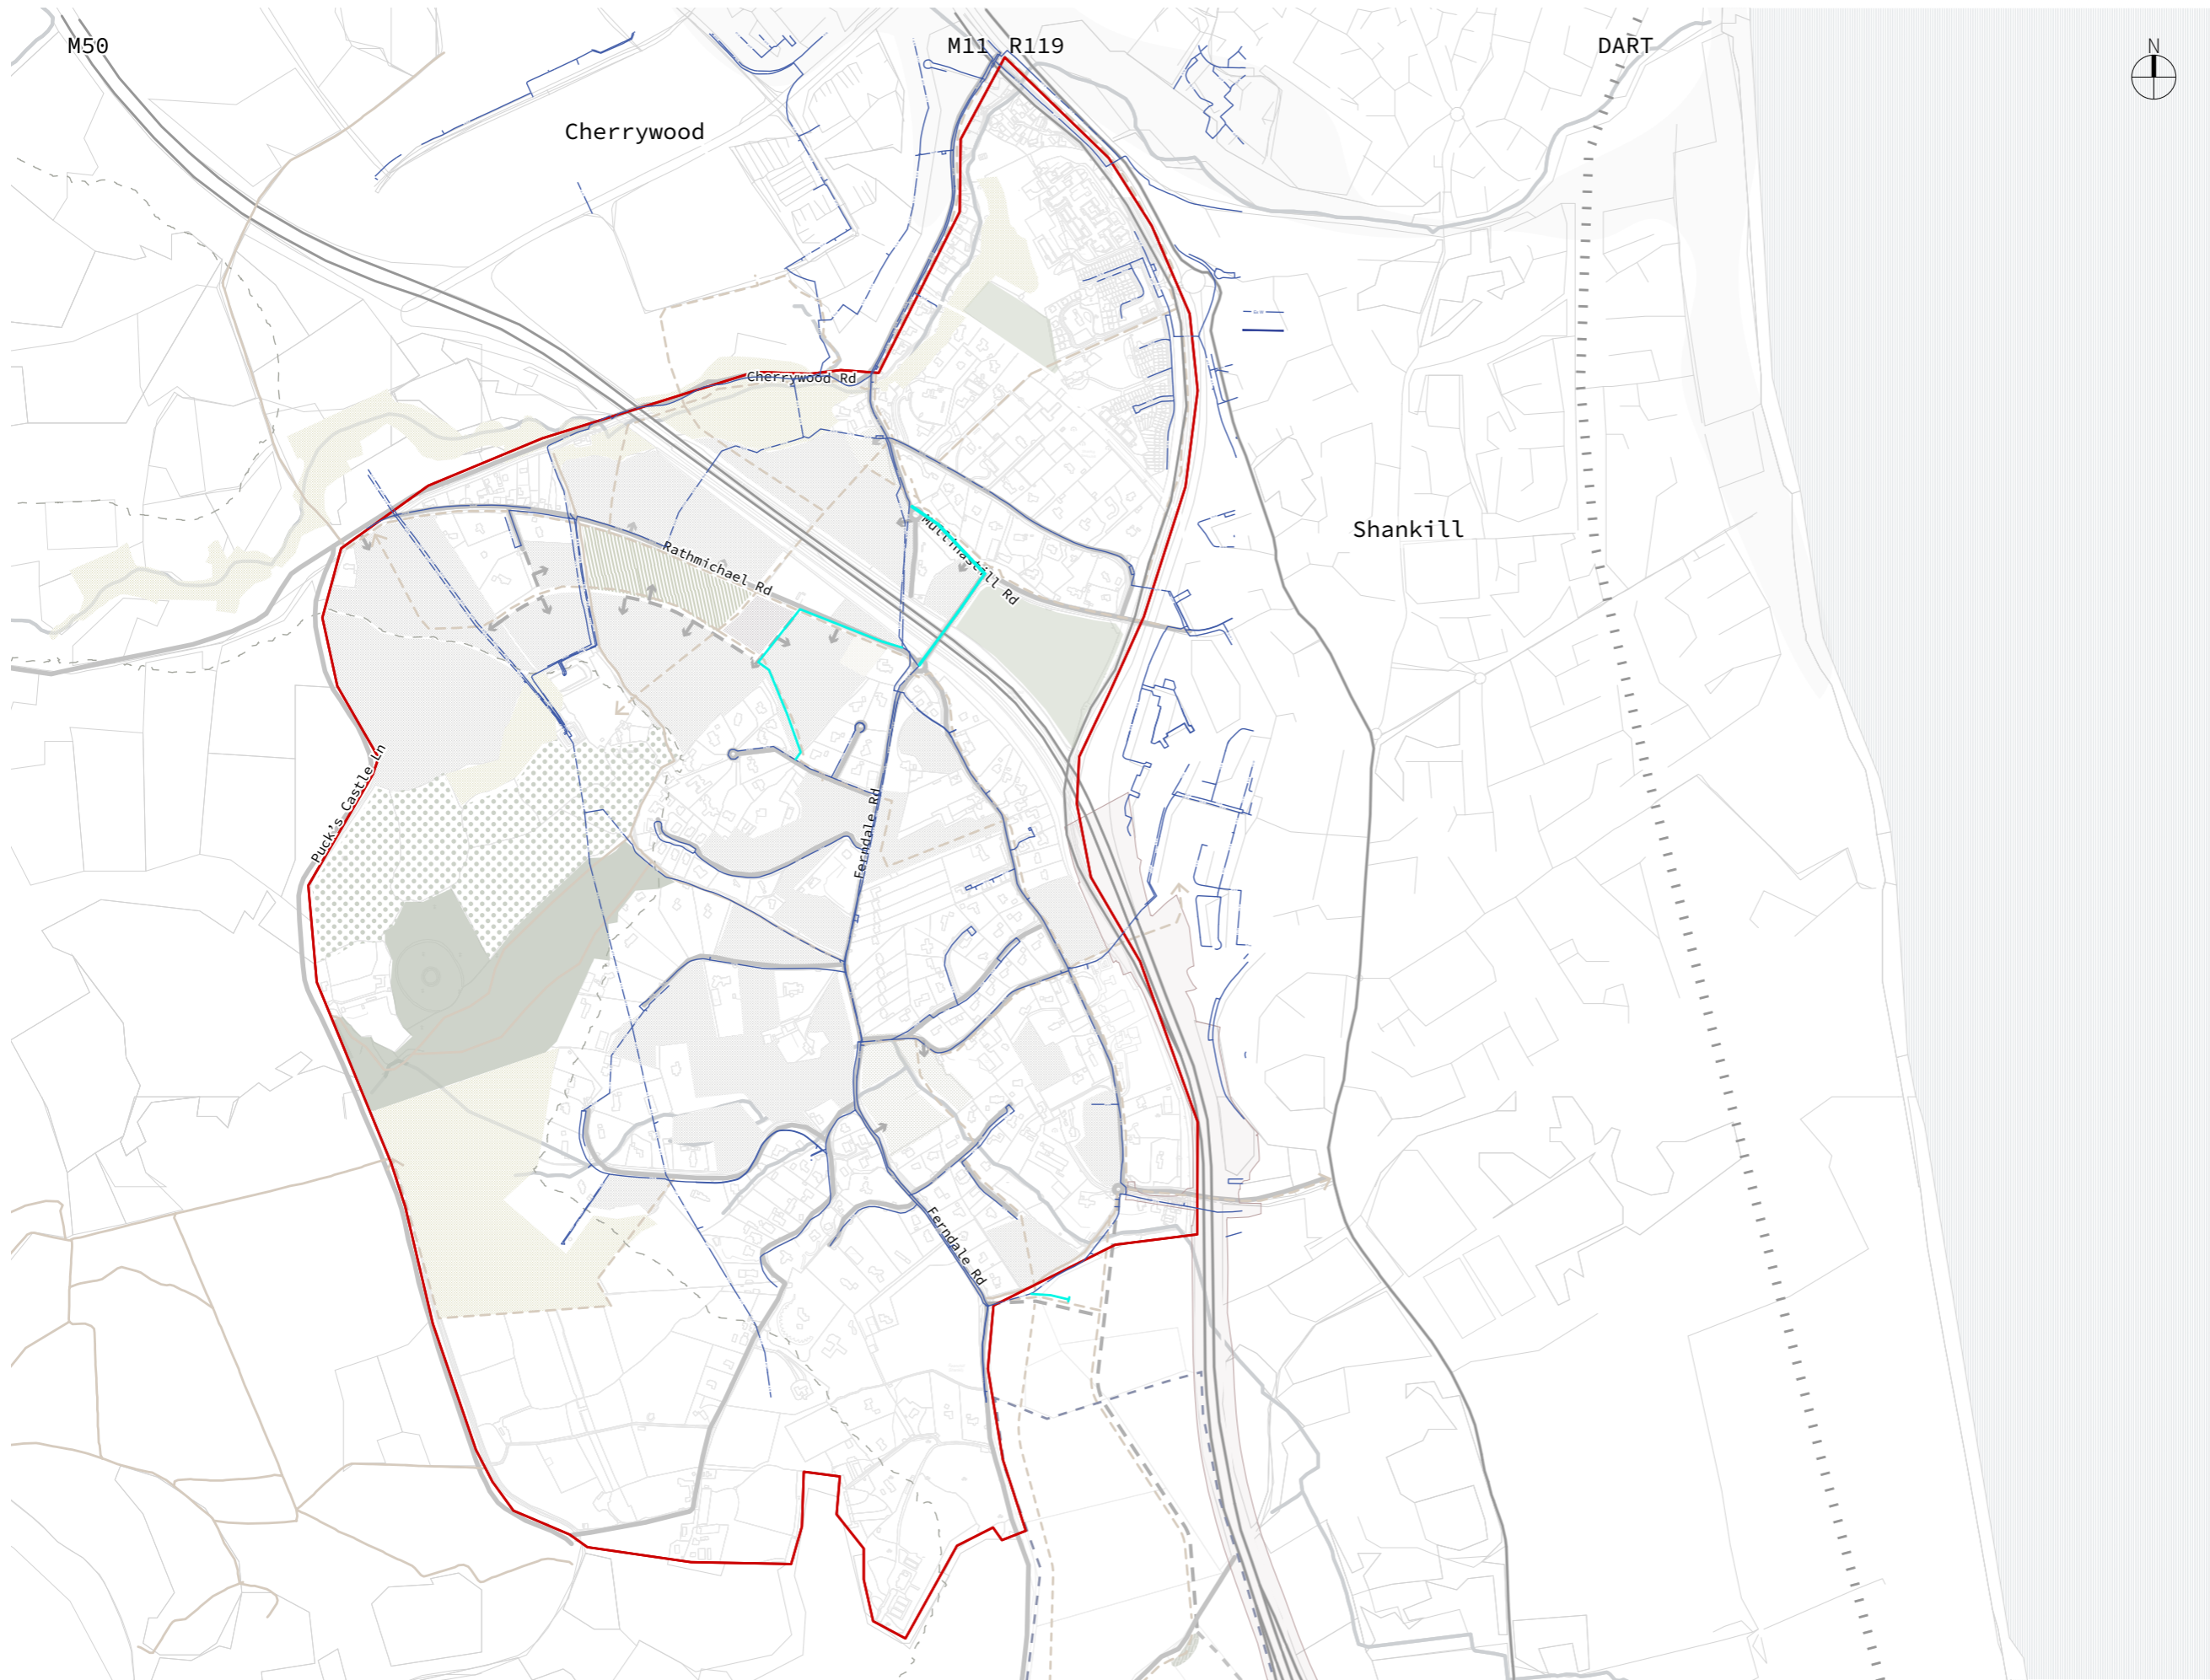 M50
M11
R119
DART
N
Cherrywood
Cherrywood Rd
Shankill
Mullinastill Rd
Rathmichael Rd
Puck's Castle Ln
Ferndale Rd
Ferndale Rd